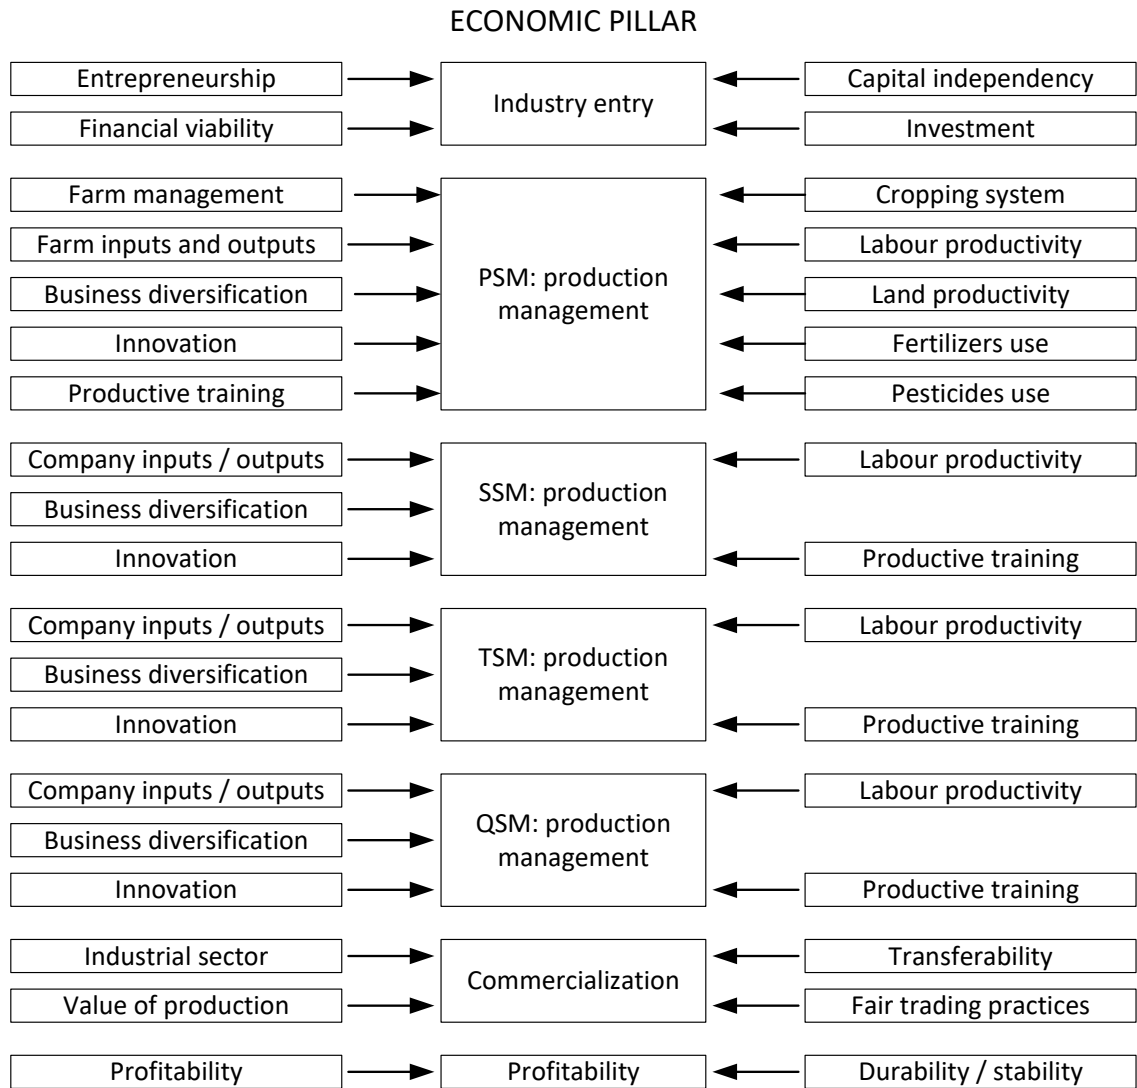 ECONOMIC PILLAR
Entrepreneurship
Financial viability
Industry entry
Capital independency
Investment
Farm management
Farm inputs and outputs
Business diversification
Innovation
Productive training
PSM: production
management
Cropping system
Labour productivity
Land productivity
Fertilizers use
Pesticides use
Company inputs / outputs
Business diversification
Innovation
SSM: production
management
Labour productivity
Productive training
Company inputs / outputs
Business diversification
Innovation
TSM: production
management
Labour productivity
Productive training
Company inputs / outputs
Business diversification
Innovation
QSM: production
management
Labour productivity
Productive training
Industrial sector
Value of production
Commercialization
Transferability
Fair trading practices
Profitability
Profitability
Durability / stability